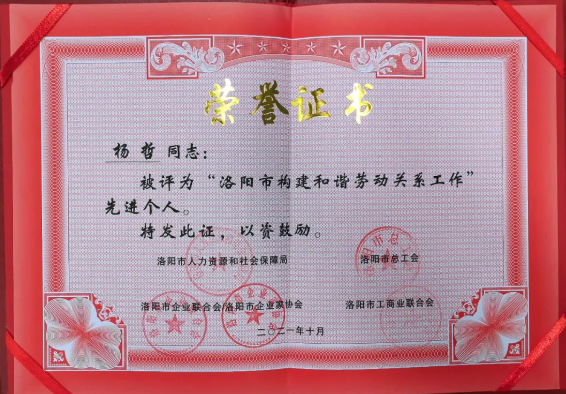 荣誉证书
杨哲 同志：
被评为“洛阳市构建和谐劳动关系工作”
先进个人。
特发此证，以资鼓励。
洛阳市人力资源和社会保障局 洛阳市总工会
洛阳市企业联合会/洛阳市企业家协会 洛阳市工商业联合会
二〇二一年十月